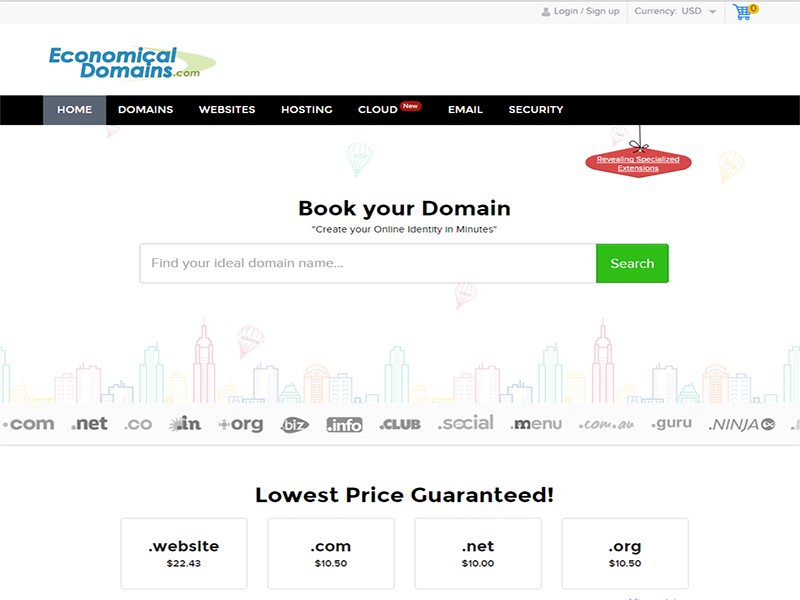 Login / Sign up
Currency: USD
0
Economical
Domains.com
HOME DOMAINS WEBSITES HOSTING CLOUD New EMAIL SECURITY
Revealing Specialized
Extensions
Book your Domain
"Create your Online Identity in Minutes"
Find your ideal domain name...
Search
.com .net .co .in .org .biz .info .CLUB .social .menu .com.au .guru .NINJA
Lowest Price Guaranteed!
.website
$22.43
.com
$10.50
.net
$10.00
.org
$10.50